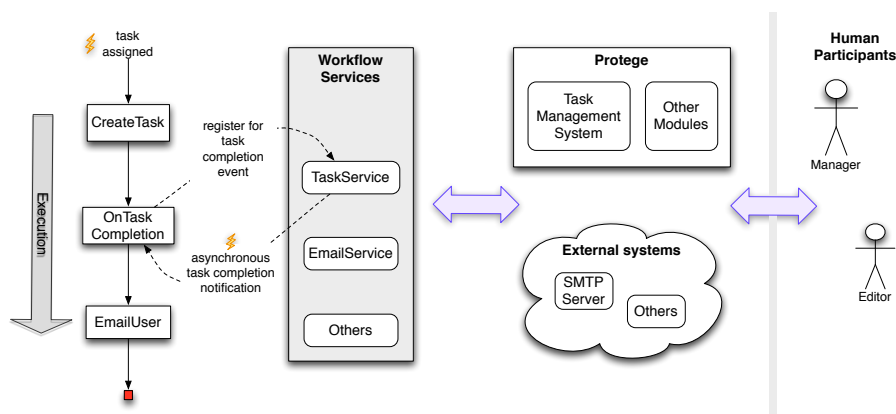 task
assigned
CreateTask
Execution
OnTask
Completion
EmailUser
register for
task
completion
event
asynchronous
task completion
notification
Workflow
Services
TaskService
EmailService
Others
Protege
Task
Management
System
Other
Modules
External systems
SMTP
Server
Others
Human
Participants
Manager
Editor